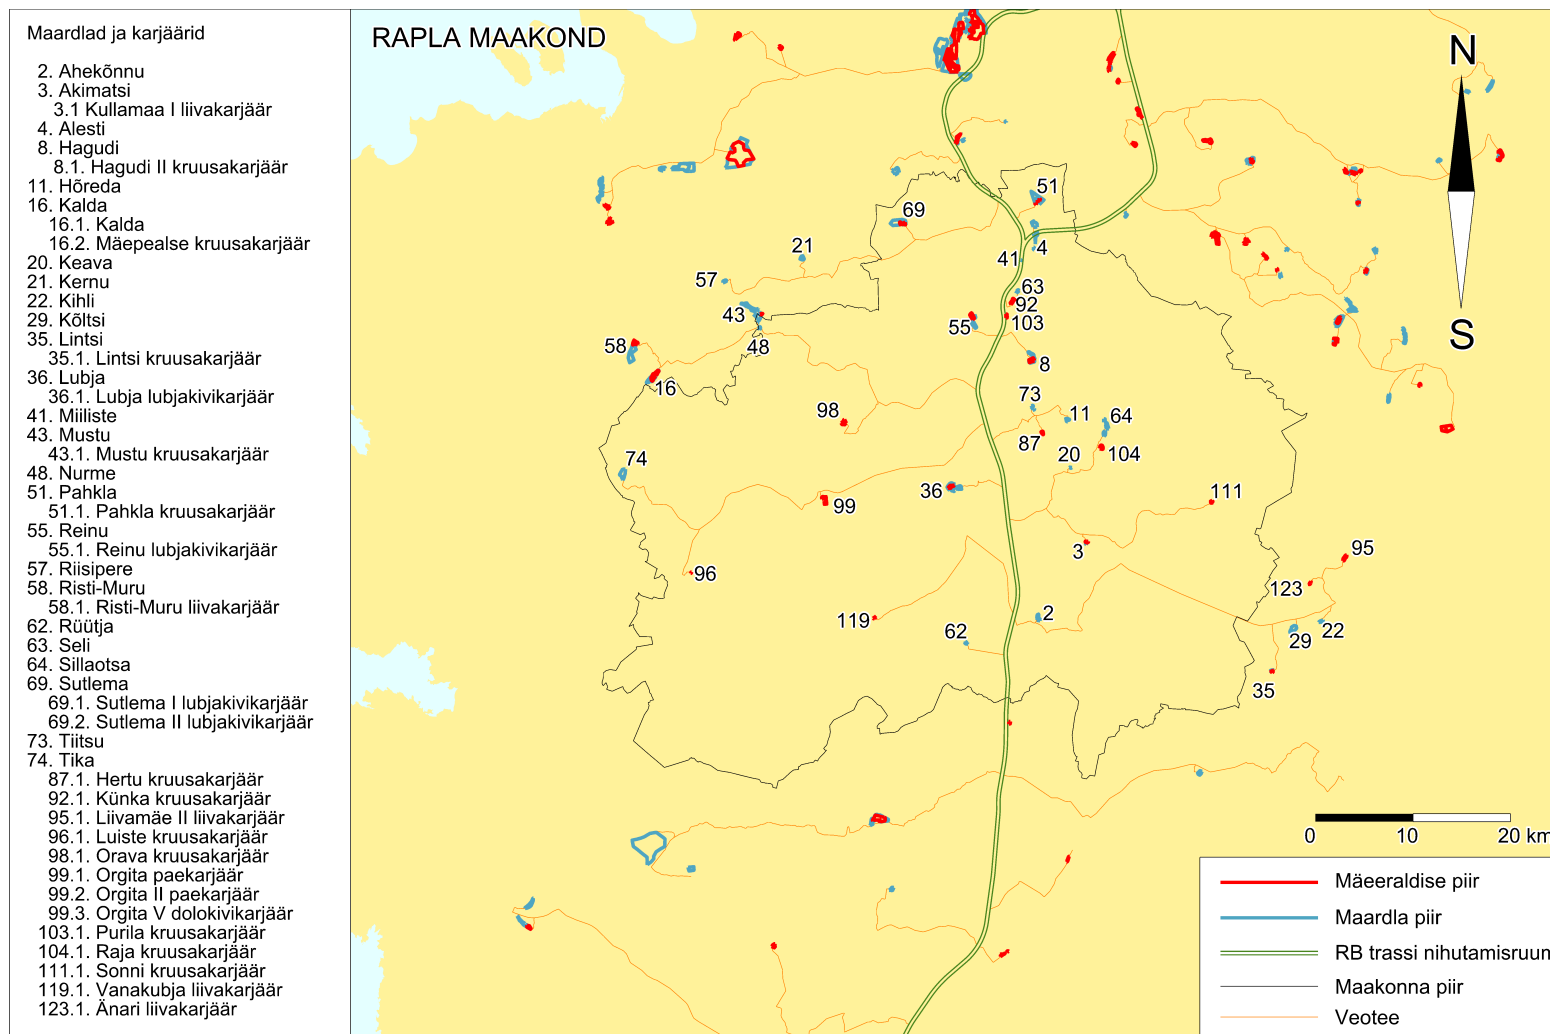 Maardlad ja karjäärid
2. Ahekõnnu
3. Akimatsi
3.1 Kullamaa I liivakarjäär
4. Alesti
8. Hagudi
8.1. Hagudi II kruusakarjäär
11. Hõreda
16. Kalda
16.1. Kalda
16.2. Mäepealse kruusakarjäär
20. Keava
21. Kernu
22. Kihli
29. Kõltsi
35. Lintsi
35.1. Lintsi kruusakarjäär
36. Lubja
36.1. Lubja lubjakivikarjäär
41. Miiliste
43. Mustu
43.1. Mustu kruusakarjäär
48. Nurme
51. Pahkla
51.1. Pahkla kruusakarjäär
55. Reinu
55.1. Reinu lubjakivikarjäär
57. Riisipere
58. Risti-Muru
58.1. Risti-Muru liivakarjäär
62. Rüütja
63. Seli
64. Sillaotsa
69. Sutlema
69.1. Sutlema I lubjakivikarjäär
69.2. Sutlema II lubjakivikarjäär
73. Tiitsu
74. Tika
87.1. Hertu kruusakarjäär
92.1. Künka kruusakarjäär
95.1. Liivamäe II liivakarjäär
96.1. Luiste kruusakarjäär
98.1. Orava kruusakarjäär
99.1. Orgita paekarjäär
99.2. Orgita II paekarjäär
99.3. Orgita V dolokivikarjäär
103.1. Purila kruusakarjäär
104.1. Raja kruusakarjäär
111.1. Sonni kruusakarjäär
119.1. Vanakubja liivakarjäär
123.1. Änari liivakarjäär
RAPLA MAAKOND
N
S
51
69
4
21
41
57
63
92
43
103
55
48
58
8
16
73
98
11
64
87
104
20
74
36
111
99
3
95
96
123
2
119
62
22
29
35
0 10 20 km
Mäeeraldise piir
Maardla piir
RB trassi nihutamisruum
Maakonna piir
Veotee